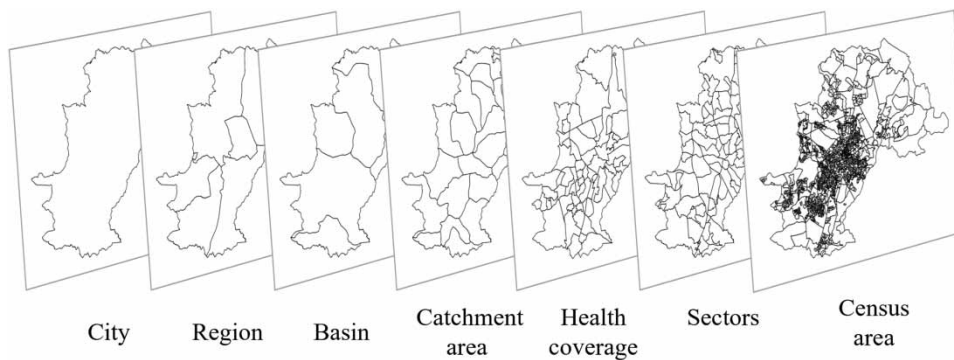 City
Region
Basin
Catchment
area
Health
coverage
Sectors
Census
area